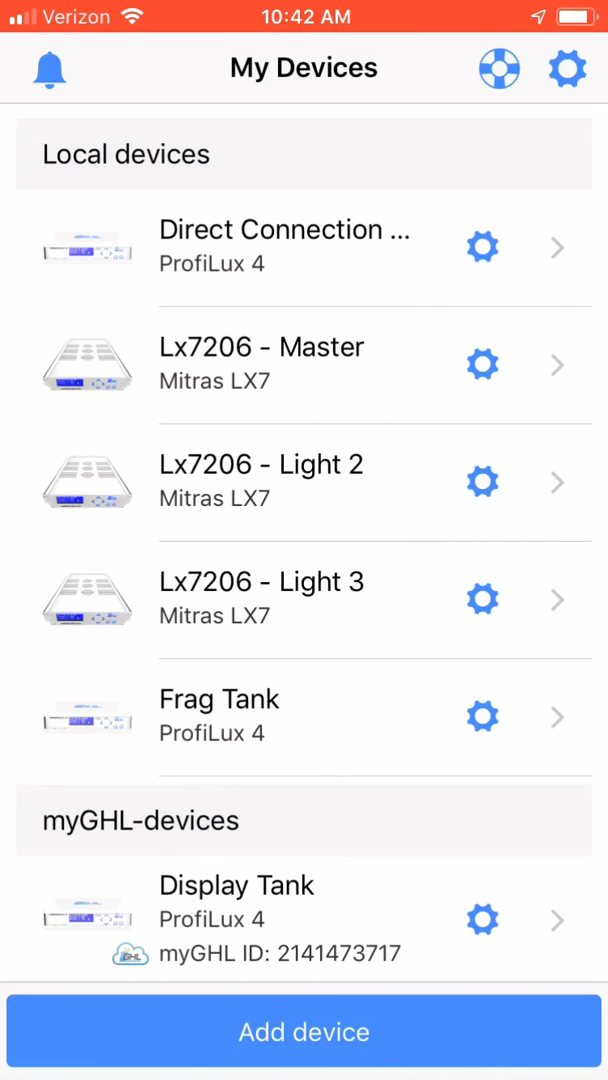 Verizon 10:42 AM
My Devices
Local devices
Direct Connection ...
ProfiLux 4
Lx7206 - Master
Mitras LX7
Lx7206 - Light 2
Mitras LX7
Lx7206 - Light 3
Mitras LX7
Frag Tank
ProfiLux 4
myGHL-devices
Display Tank
ProfiLux 4
GHL myGHL ID: 2141473717
Add device